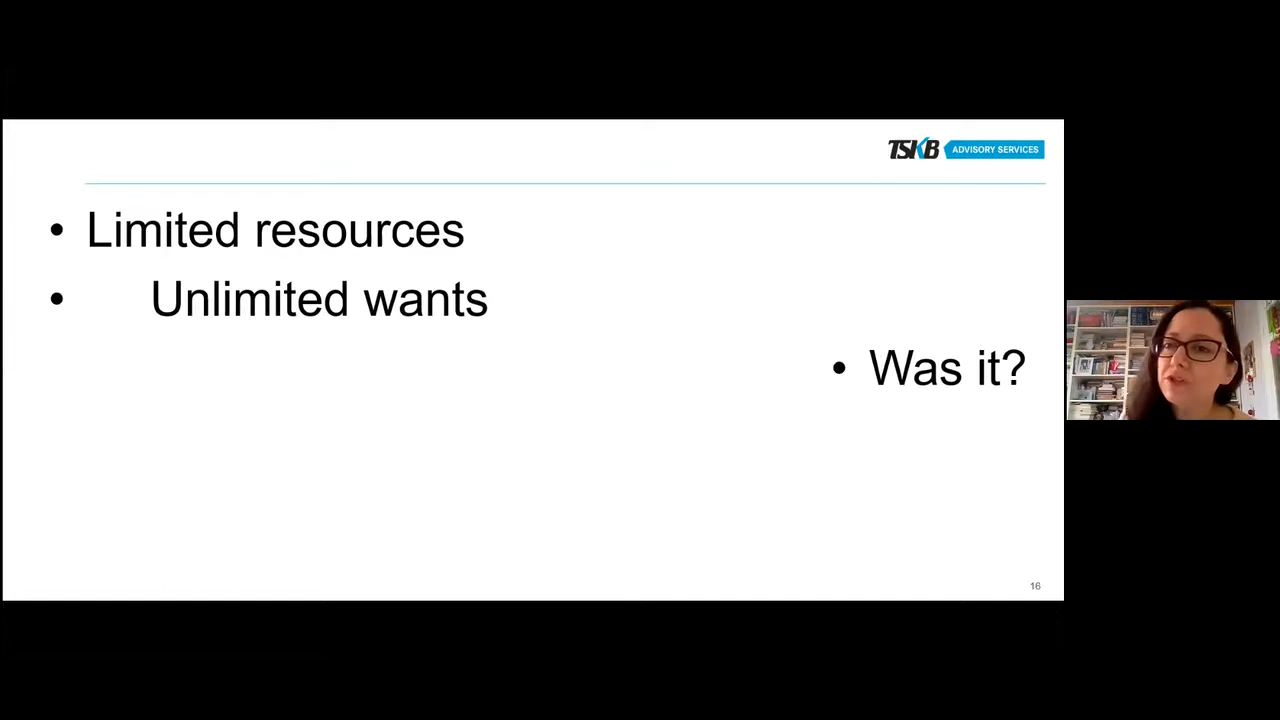 TSKB ADVISORY SERVICES
• Limited resources
• Unlimited wants
• Was it?
16